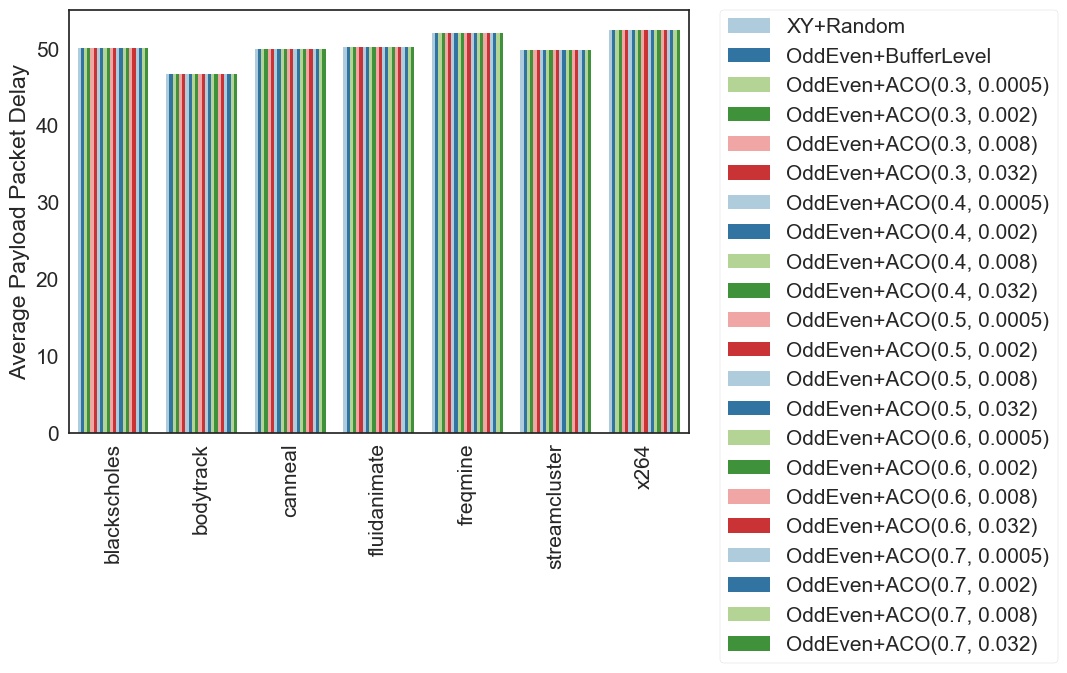 Average Payload Packet Delay
50
40
30
20
10
0
blackscholes
bodytrack
canneal
fluidanimate
freqmine
streamcluster
x264
XY+Random
OddEven+BufferLevel
OddEven+ACO(0.3, 0.0005)
OddEven+ACO(0.3, 0.002)
OddEven+ACO(0.3, 0.008)
OddEven+ACO(0.3, 0.032)
OddEven+ACO(0.4, 0.0005)
OddEven+ACO(0.4, 0.002)
OddEven+ACO(0.4, 0.008)
OddEven+ACO(0.4, 0.032)
OddEven+ACO(0.5, 0.0005)
OddEven+ACO(0.5, 0.002)
OddEven+ACO(0.5, 0.008)
OddEven+ACO(0.5, 0.032)
OddEven+ACO(0.6, 0.0005)
OddEven+ACO(0.6, 0.002)
OddEven+ACO(0.6, 0.008)
OddEven+ACO(0.6, 0.032)
OddEven+ACO(0.7, 0.0005)
OddEven+ACO(0.7, 0.002)
OddEven+ACO(0.7, 0.008)
OddEven+ACO(0.7, 0.032)